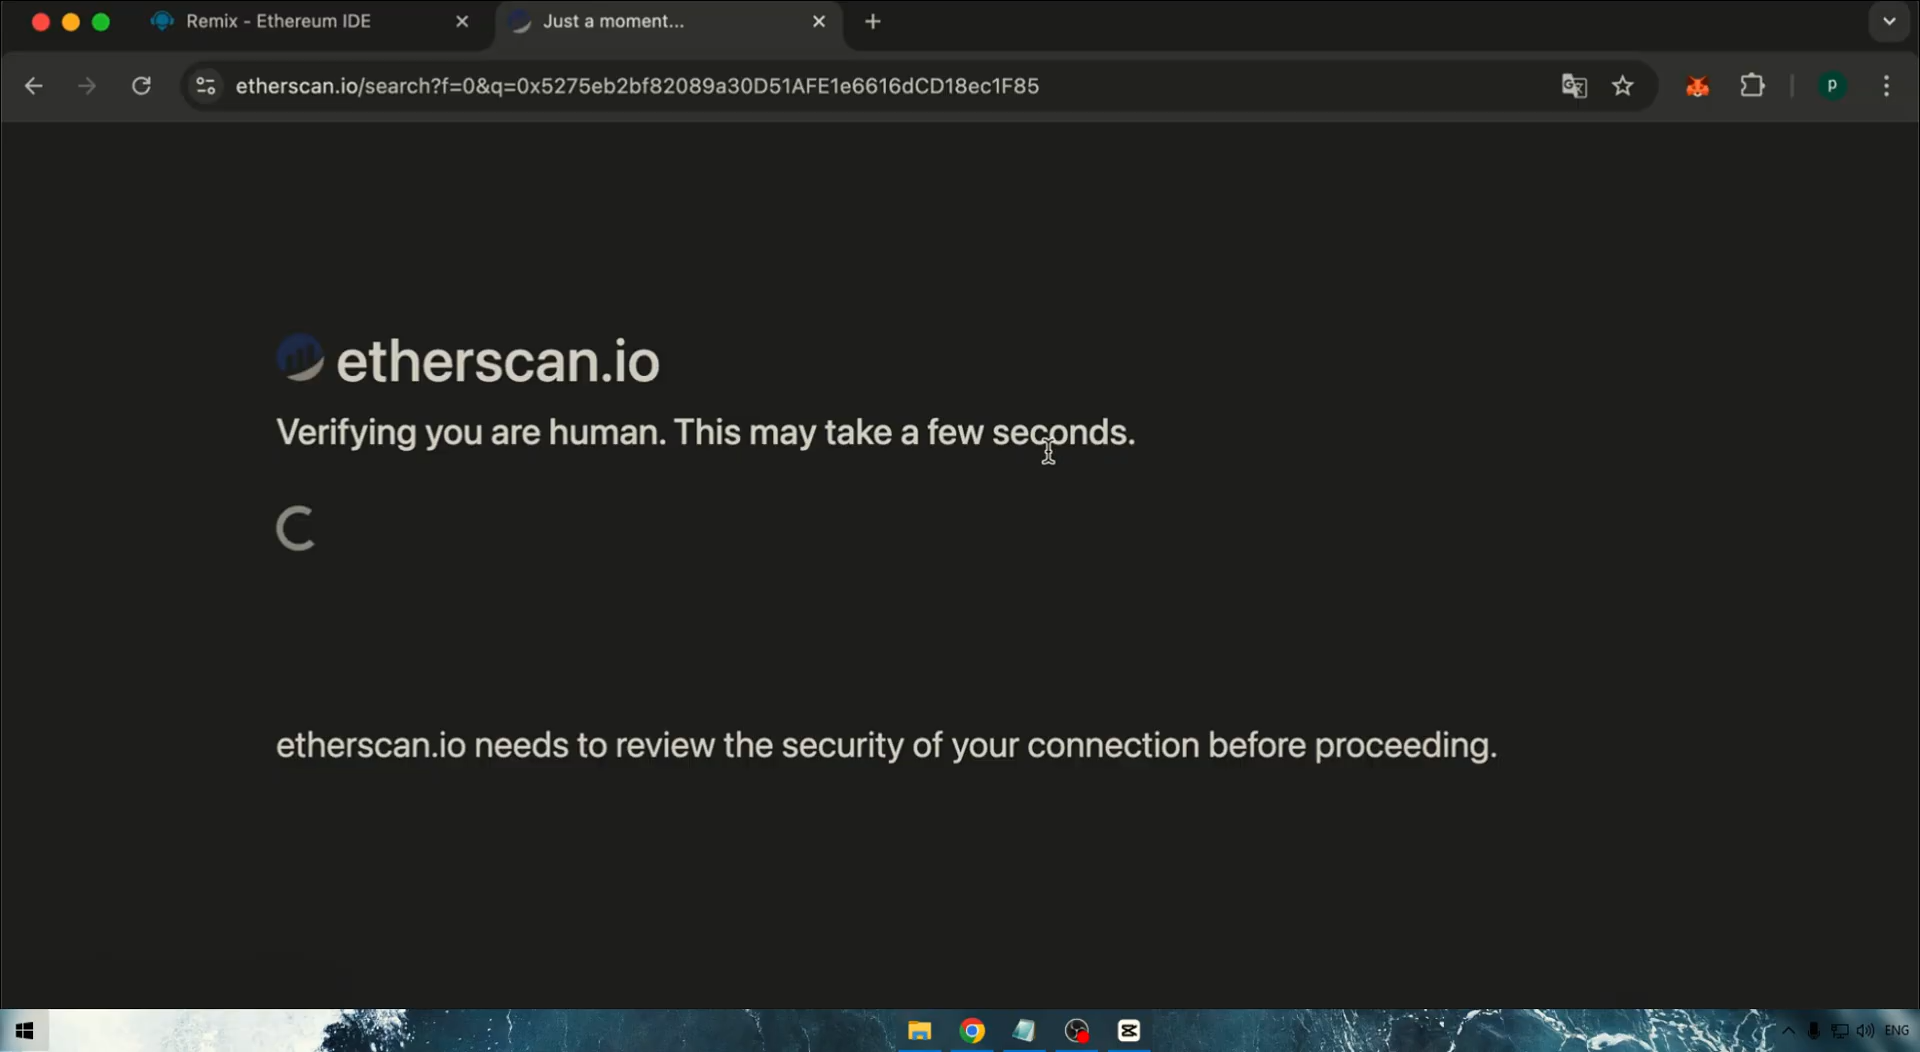 Remix - Ethereum IDE
Just a moment...
etherscan.io/search?f=0&q=0x5275eb2bf82089a30D51AFE1e6616dCD18ec1F85
p
etherscan.io
Verifying you are human. This may take a few seconds.
etherscan.io needs to review the security of your connection before proceeding.
ENG